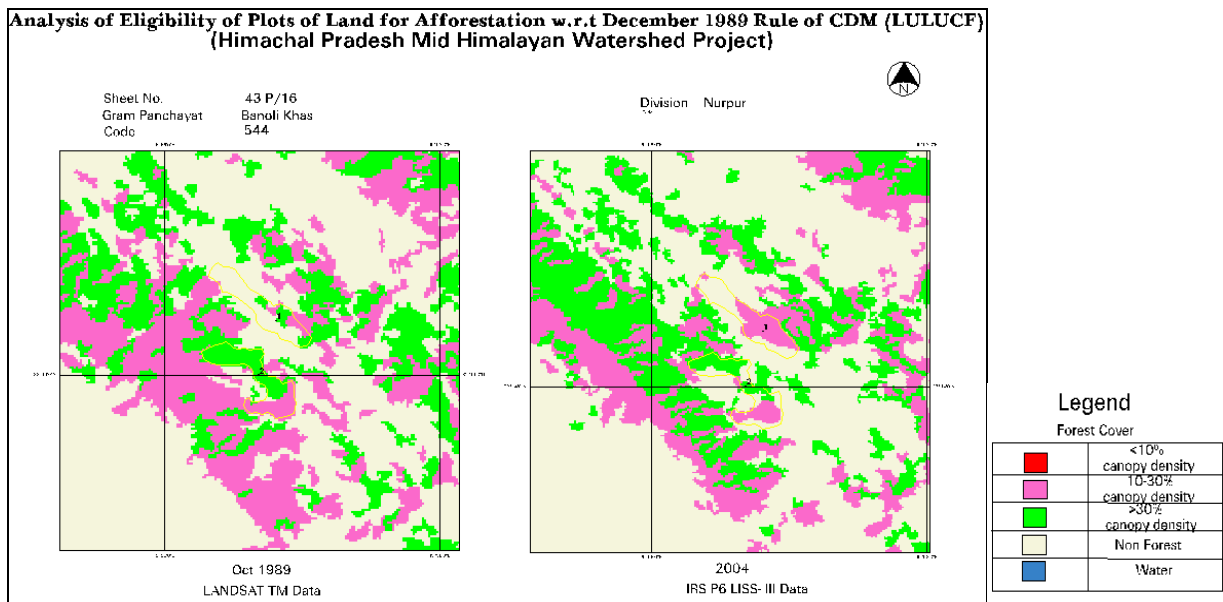 Analysis of Eligibility of Plots of Land for Afforestation w.r.t December 1989 Rule of CDM (LULUCF)
(Himachal Pradesh Mid Himalayan Watershed Project)
N
Sheet No. 43 P/16
Gram Panchayat Banoli Khas
Code 544
Division Nurpur
1
2
1
2
Oct 1989
LANDSAT TM Data
2004
IRS P6 LISS-III Data
Legend
Forest Cover
<10%
canopy density
10-30%
canopy density
>30%
canopy density
Non Forest
Water